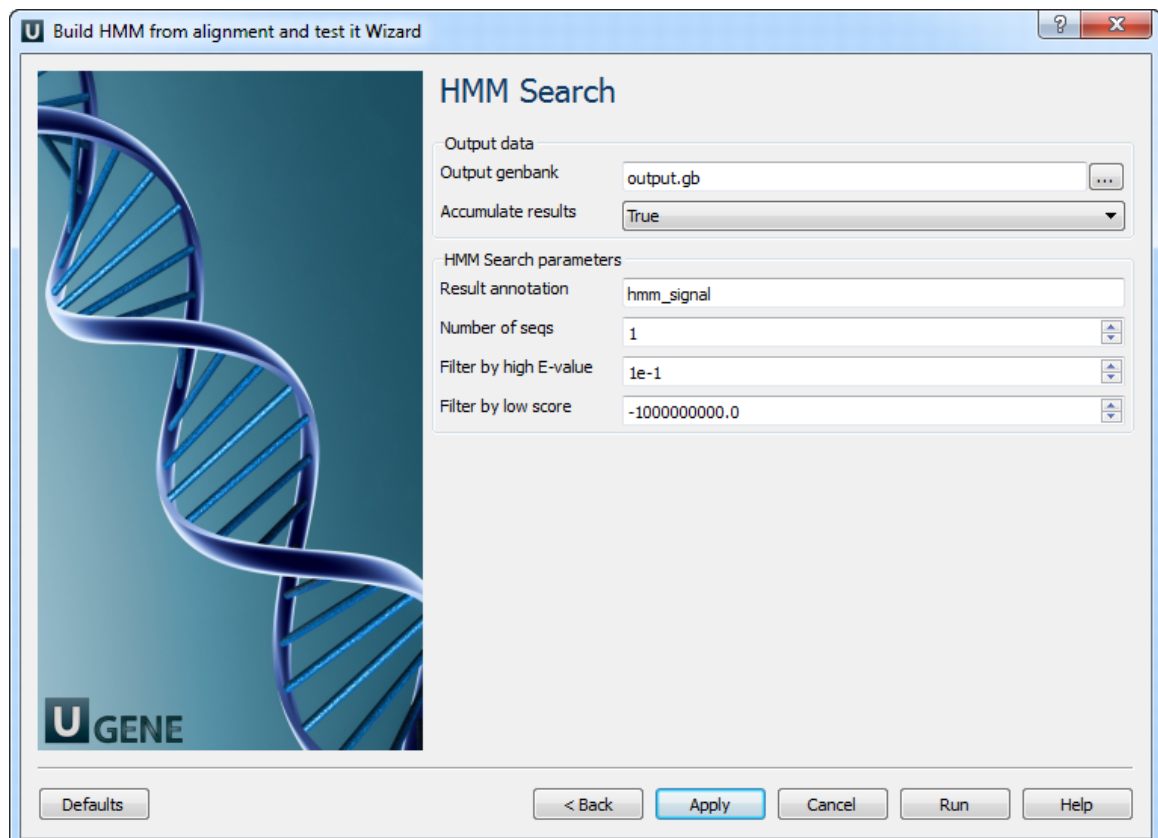 U Build HMM from alignment and test it Wizard ? X
HMM Search
Output data
Output genbank output.gb ...
Accumulate results True
HMM Search parameters
Result annotation hmm_signal
Number of seqs 1
Filter by high E-value 1e-1
Filter by low score -1000000000.0
U GENE
Defaults < Back Apply Cancel Run Help